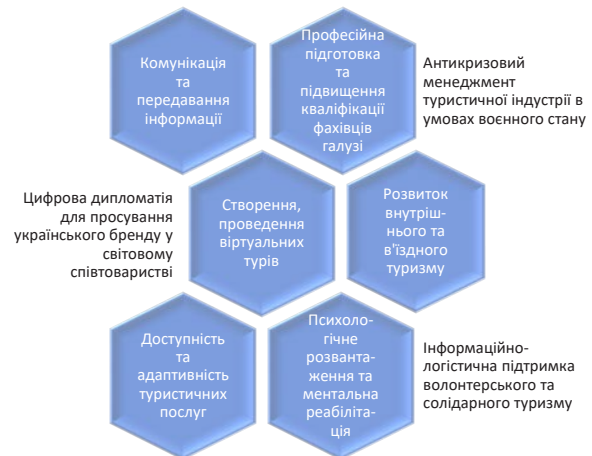 Комунікація
та
передавання
інформації
Професійна
підготовка
та
підвищення
кваліфікації
фахівців
галузі
Антикризовий
менеджмент
туристичної індустрії в
умовах воєнного стану
Цифрова дипломатія
для просування
українського бренду у
світовому
співтоваристві
Створення,
проведення
віртуальних
турів
Розвиток
внутріш-
нього та
в'їздного
туризму
Доступність
та
адаптивність
туристичних
послуг
Психоло-
гічне
розванта-
ження та
ментальна
реабіліта-
ція
Інформаційно-
логістична підтримка
волонтерського та
солідарного туризму